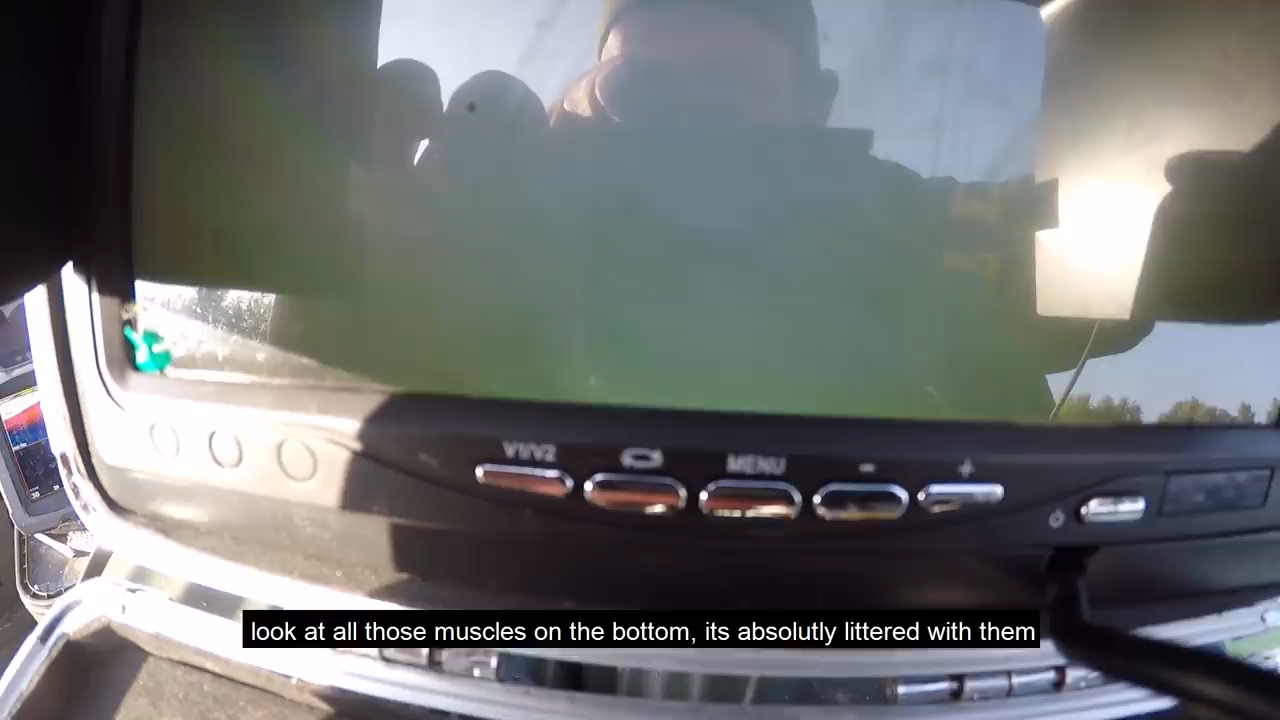 V1/V2
MENU
- +
look at all those muscles on the bottom, its absolutly littered with them